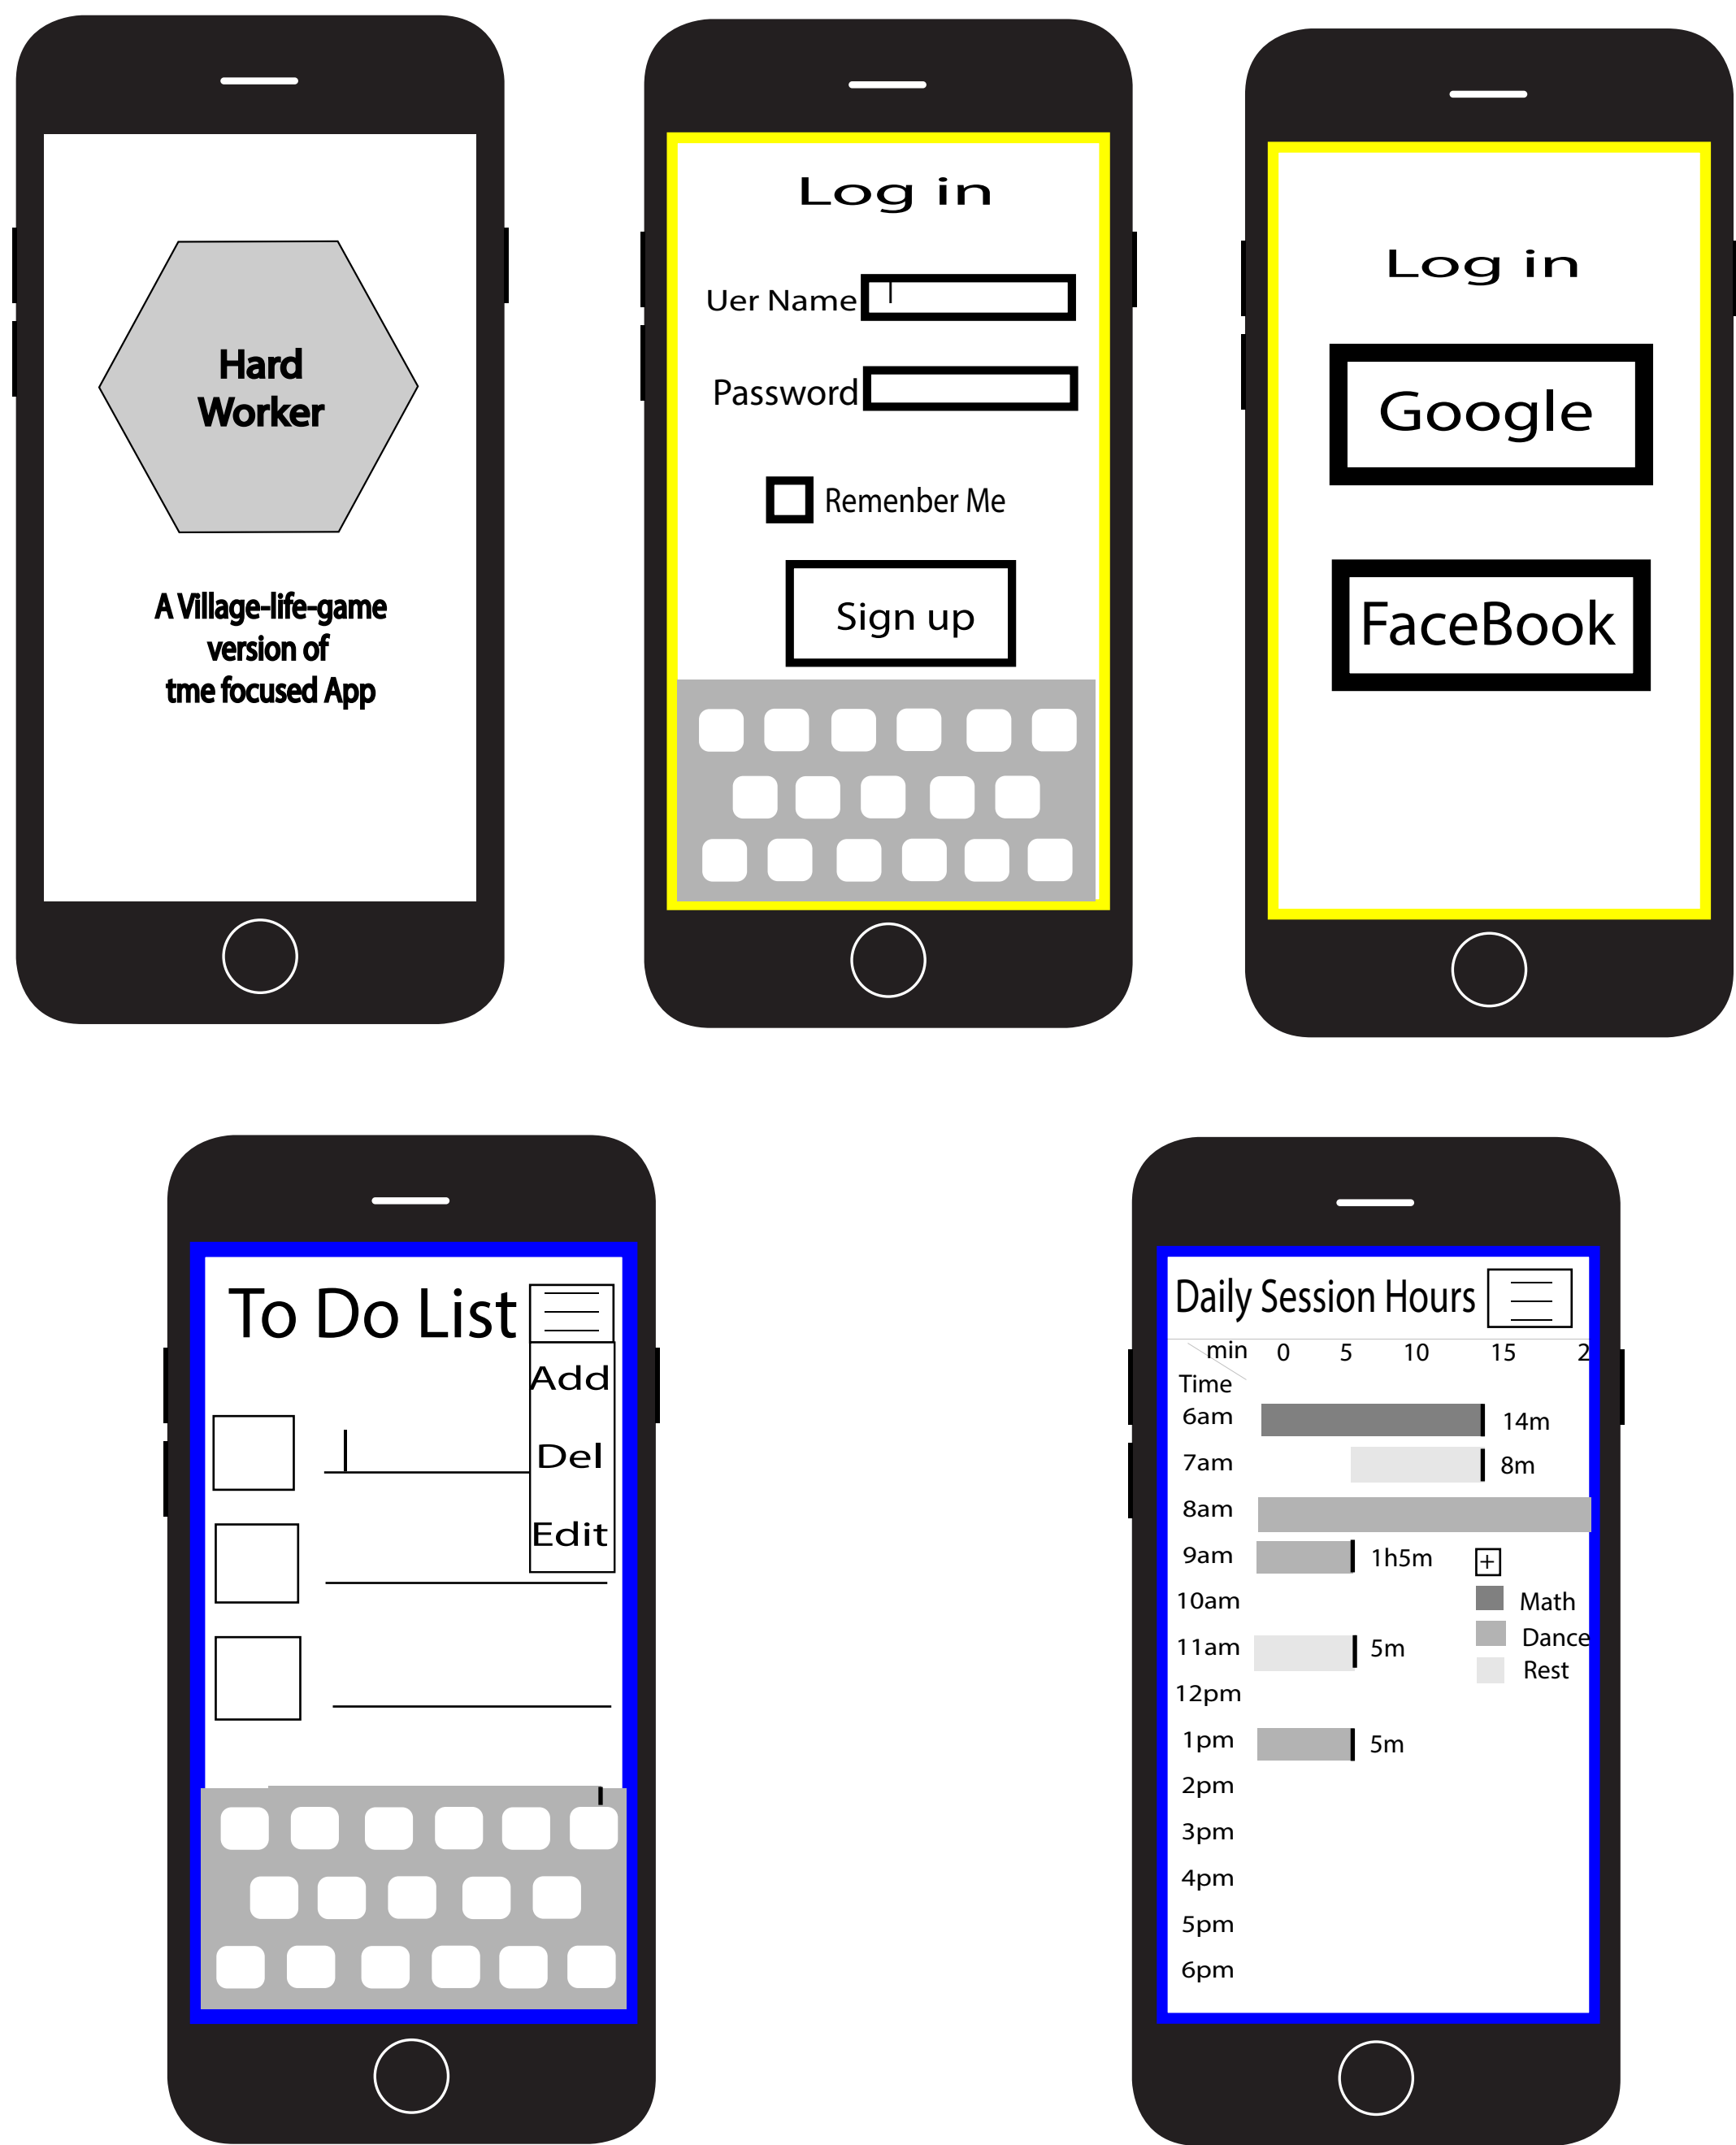 Hard
Worker
A Village-life-game
version of
tme focused App
Log in
Uer Name
Password
Remenber Me
Sign up
Log in
Google
FaceBook
To Do List
Add
Del
Edit
Daily Session Hours
min 0 5 10 15 2
Time
6am 14m
7am 8m
8am
9am 1h5m +
10am Math
Dance
11am 5m
Rest
12pm
1pm 5m
2pm
3pm
4pm
5pm
6pm